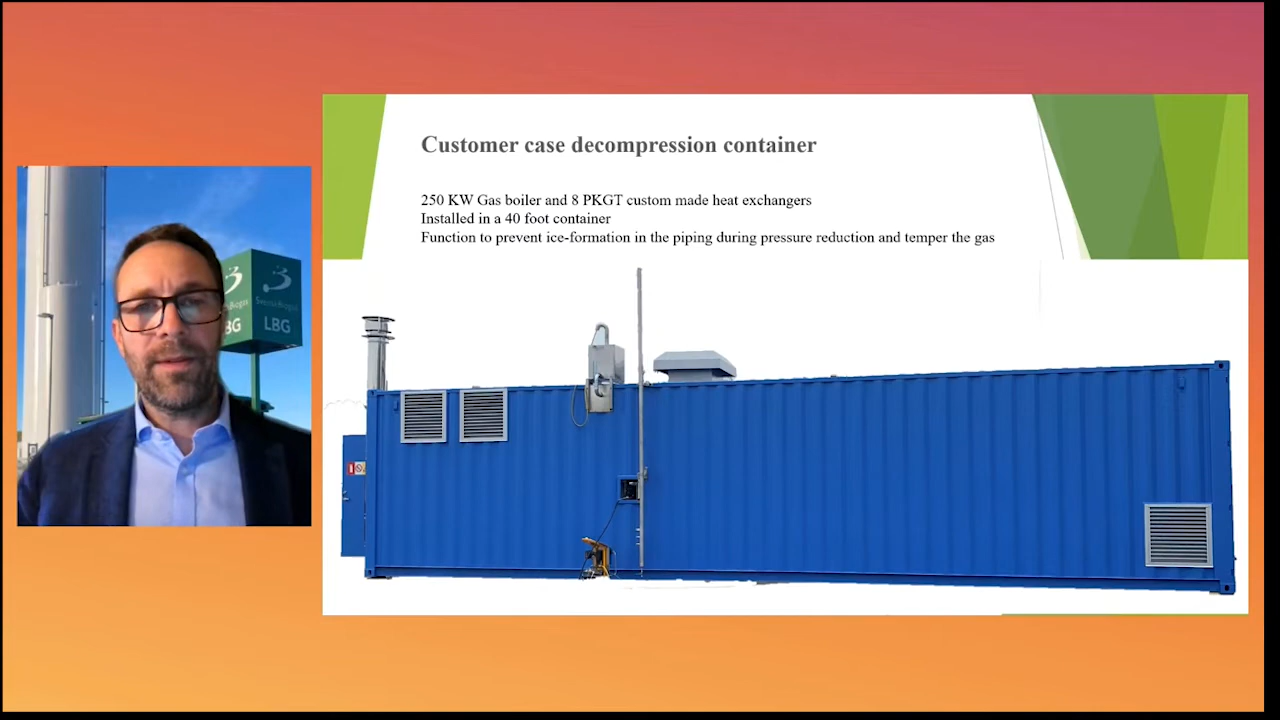 Customer case decompression container
250 KW Gas boiler and 8 PKGT custom made heat exchangers
Installed in a 40 foot container
Function to prevent ice-formation in the piping during pressure reduction and temper the gas
BG
LBG